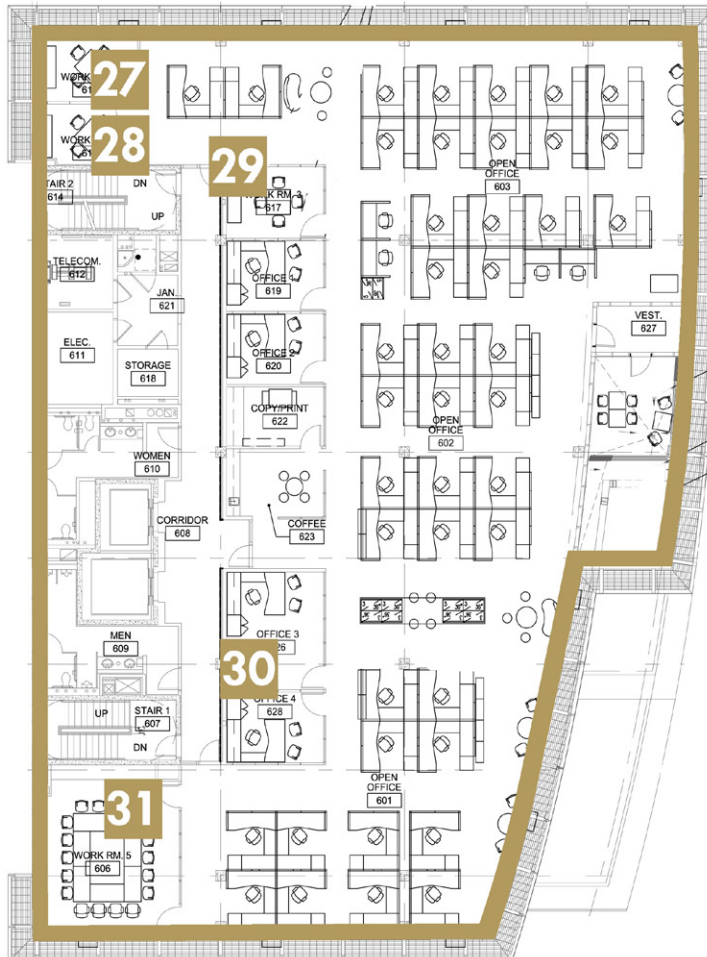 27
WORK
28
WORK
29
WORK RM. 3
617
OPEN
OFFICE
603
STAIR 2
614
DN
UP
TELECOM.
612
JAN.
621
OFFICE 1
619
ELEC.
611
STORAGE
618
OFFICE 2
620
VEST.
627
COPY/PRINT
622
OPEN
OFFICE
602
WOMEN
610
CORRIDOR
608
COFFEE
623
MEN
609
OFFICE 3
30
OFFICE 4
628
UP
STAIR 1
607
DN
OPEN
OFFICE
601
31
WORK RM. 5
606